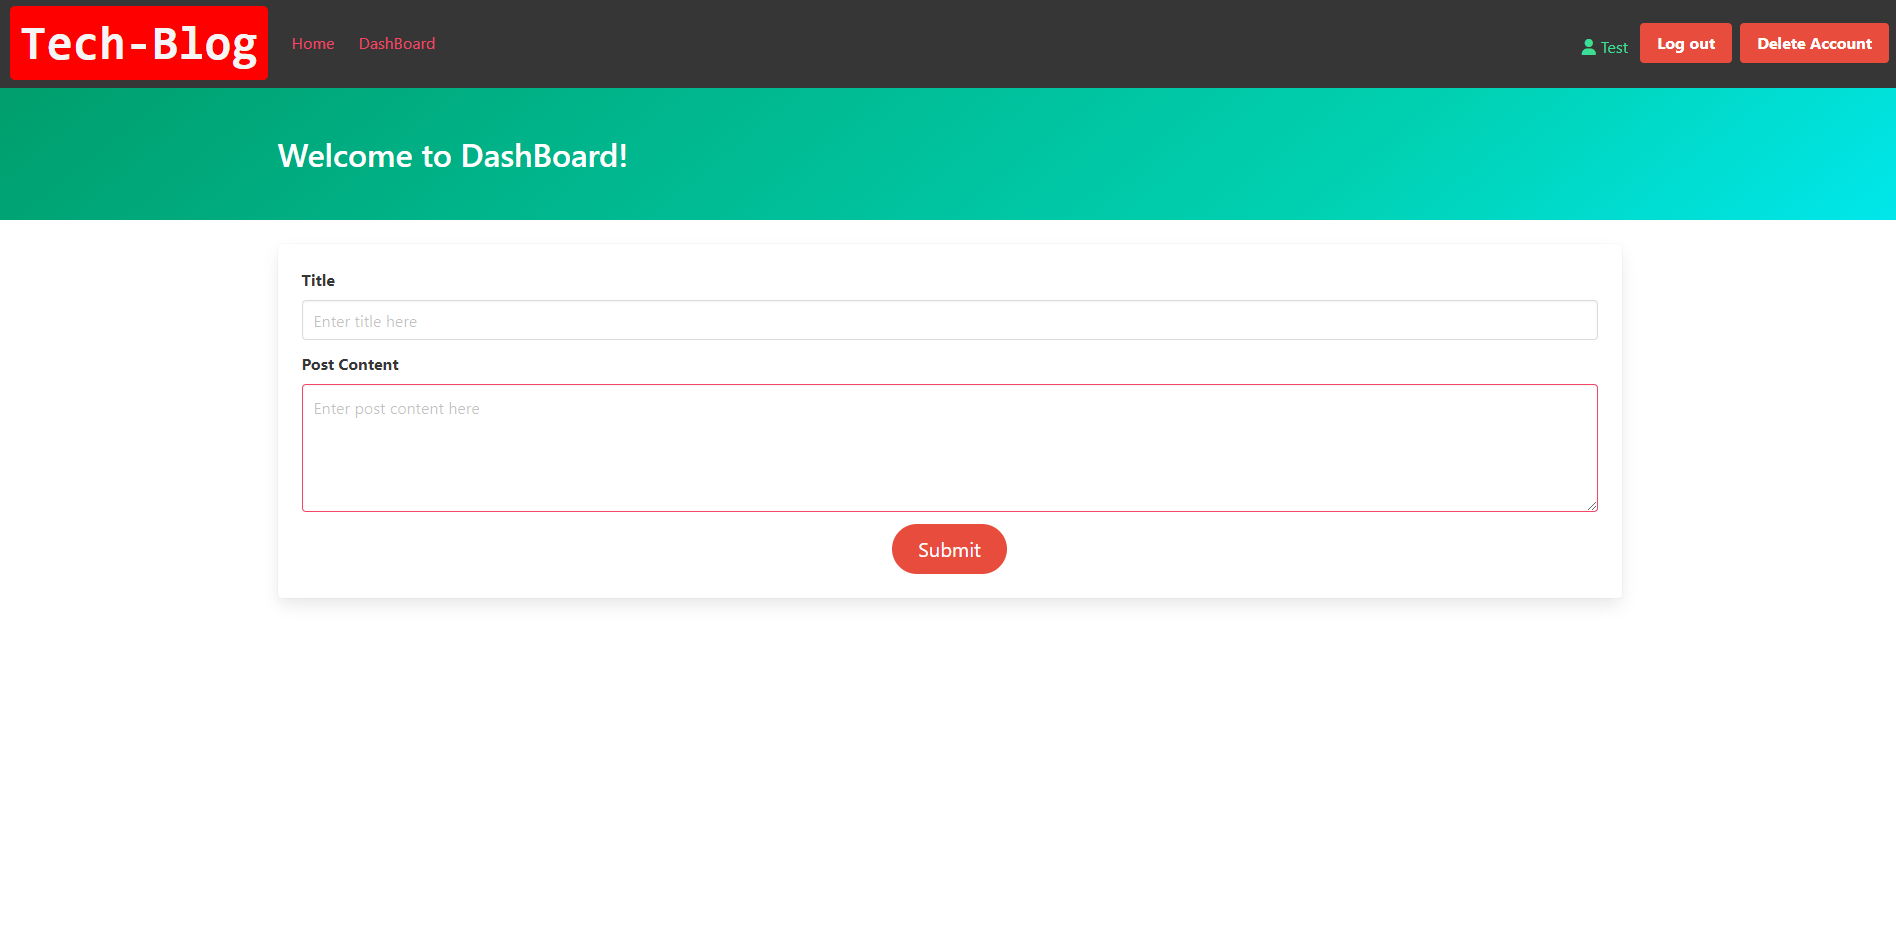 Tech-Blog
Home DashBoard
Test Log out Delete Account
Welcome to DashBoard!
Title
Enter title here
Post Content
Enter post content here
Submit